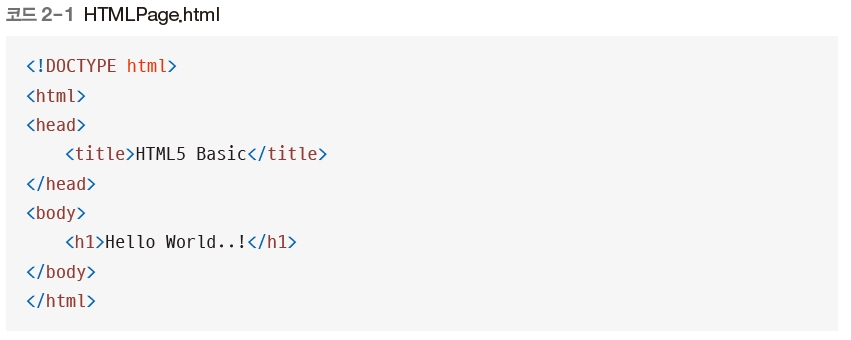 코드 2-1 HTMLPage.html
<!DOCTYPE html>
<html>
<head>
    <title>HTML5 Basic</title>
</head>
<body>
    <h1>Hello World..!</h1>
</body>
</html>